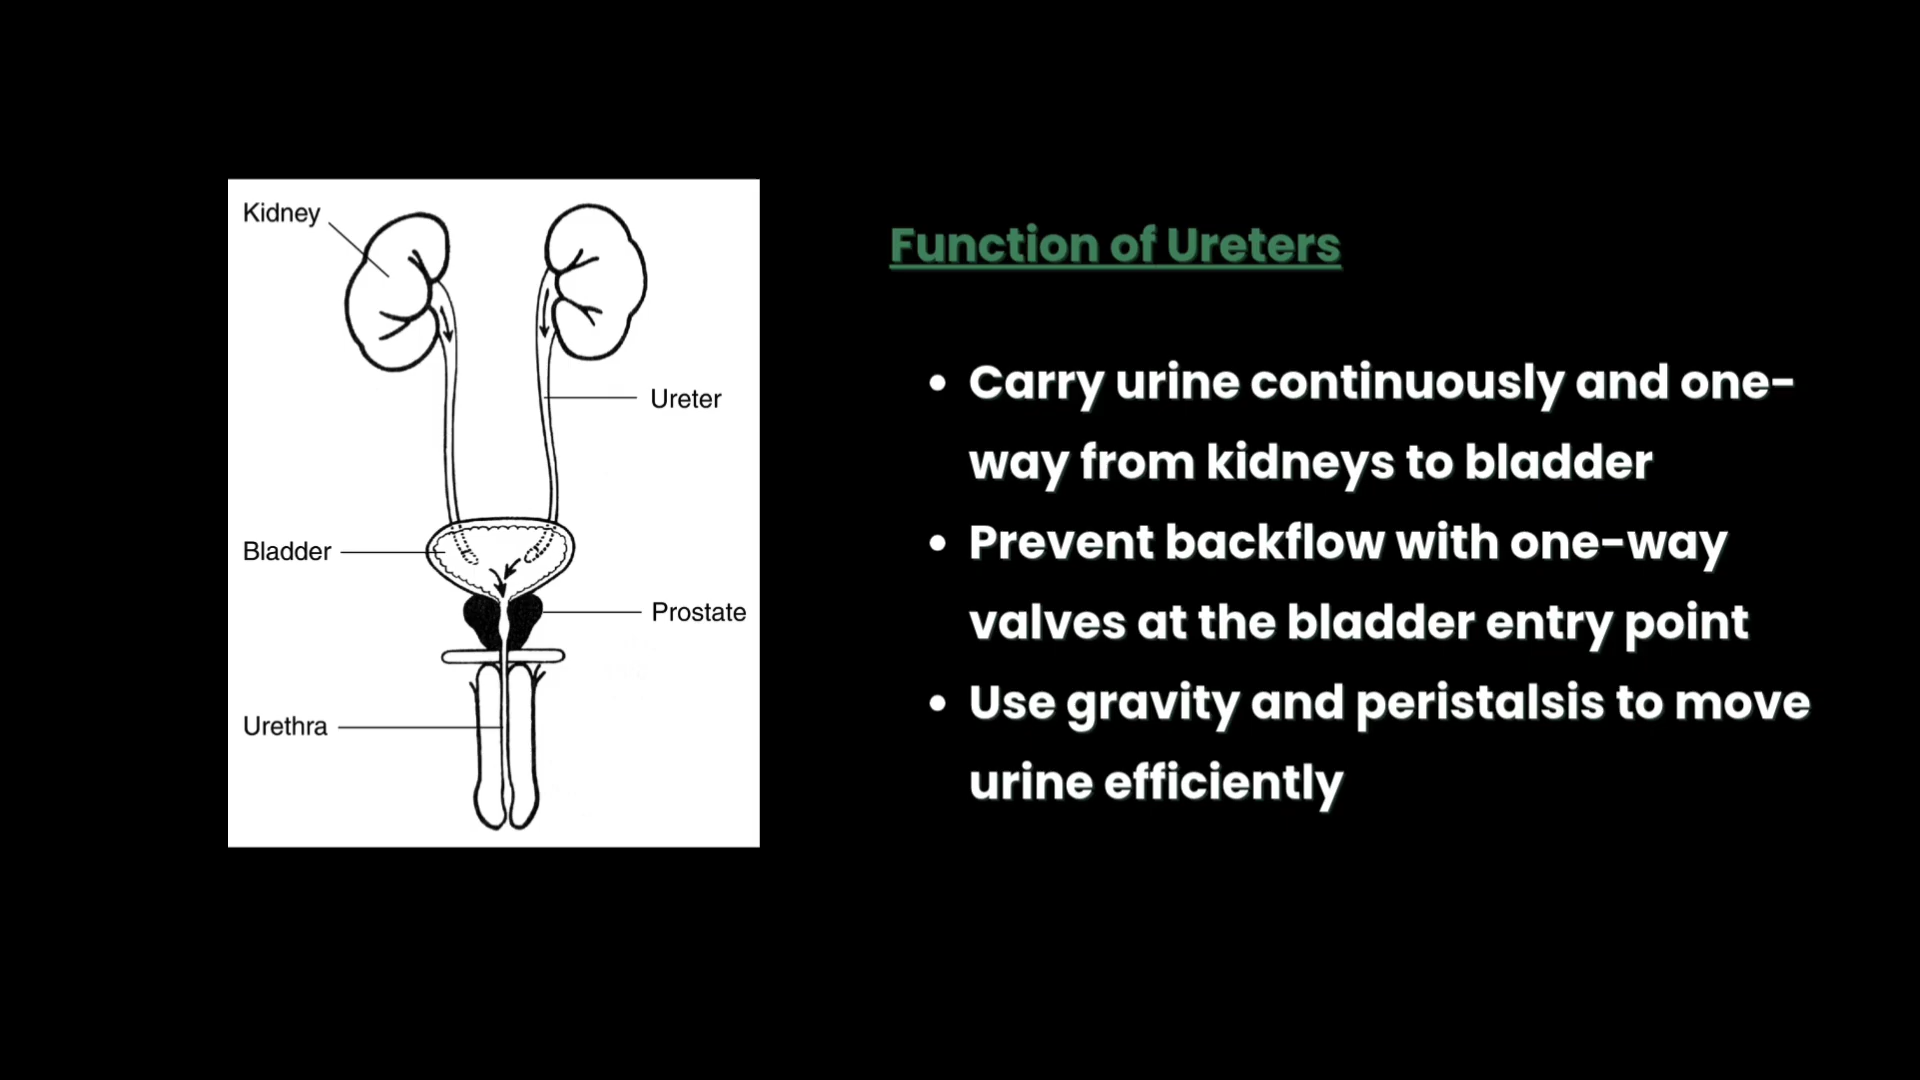 Kidney
Ureter
Bladder
Prostate
Urethra
Function of Ureters
• Carry urine continuously and one-
way from kidneys to bladder
• Prevent backflow with one-way
valves at the bladder entry point
• Use gravity and peristalsis to move
urine efficiently